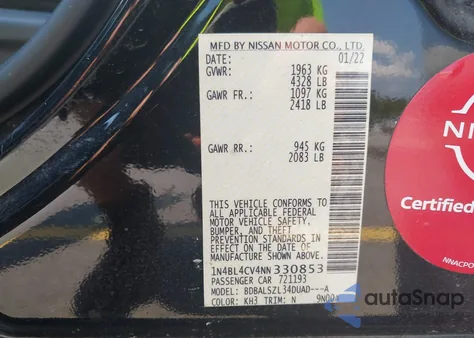 MFD BY NISSAN MOTOR CO., LTD.
DATE: 01/22
GVWR: 1963 KG
4328 LB
GAWR FR.: 1097 KG
2418 LB
GAWR RR.: 945 KG
2083 LB
THIS VEHICLE CONFORMS TO
ALL APPLICABLE FEDERAL
MOTOR VEHICLE SAFETY,
BUMPER, AND THEFT
PREVENTION STANDARDS
IN EFFECT ON THE DATE OF
MANUFACTURE SHOWN ABOVE.
1N4BL4CV4NN330853
PASSENGER CAR 721193
MODEL: BDBALSZL34DUAD---A
COLOR: KH3 TRIM: N
NI
Certified
NNACPO
autoSnap